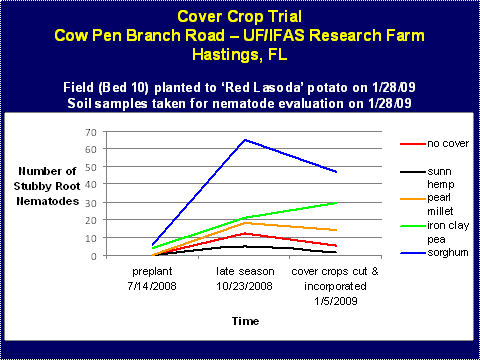 Cover Crop Trial
Cow Pen Branch Road – UF/IFAS Research Farm
Hastings, FL
Field (Bed 10) planted to ‘Red Lasoda’ potato on 1/28/09
Soil samples taken for nematode evaluation on 1/28/09
Number of
Stubby Root
Nematodes
70
60
50
40
30
20
10
0
preplant
7/14/2008
late season
10/23/2008
cover crops cut &
incorporated
1/5/2009
Time
no cover
sunn
hemp
pearl
millet
iron clay
pea
sorghum